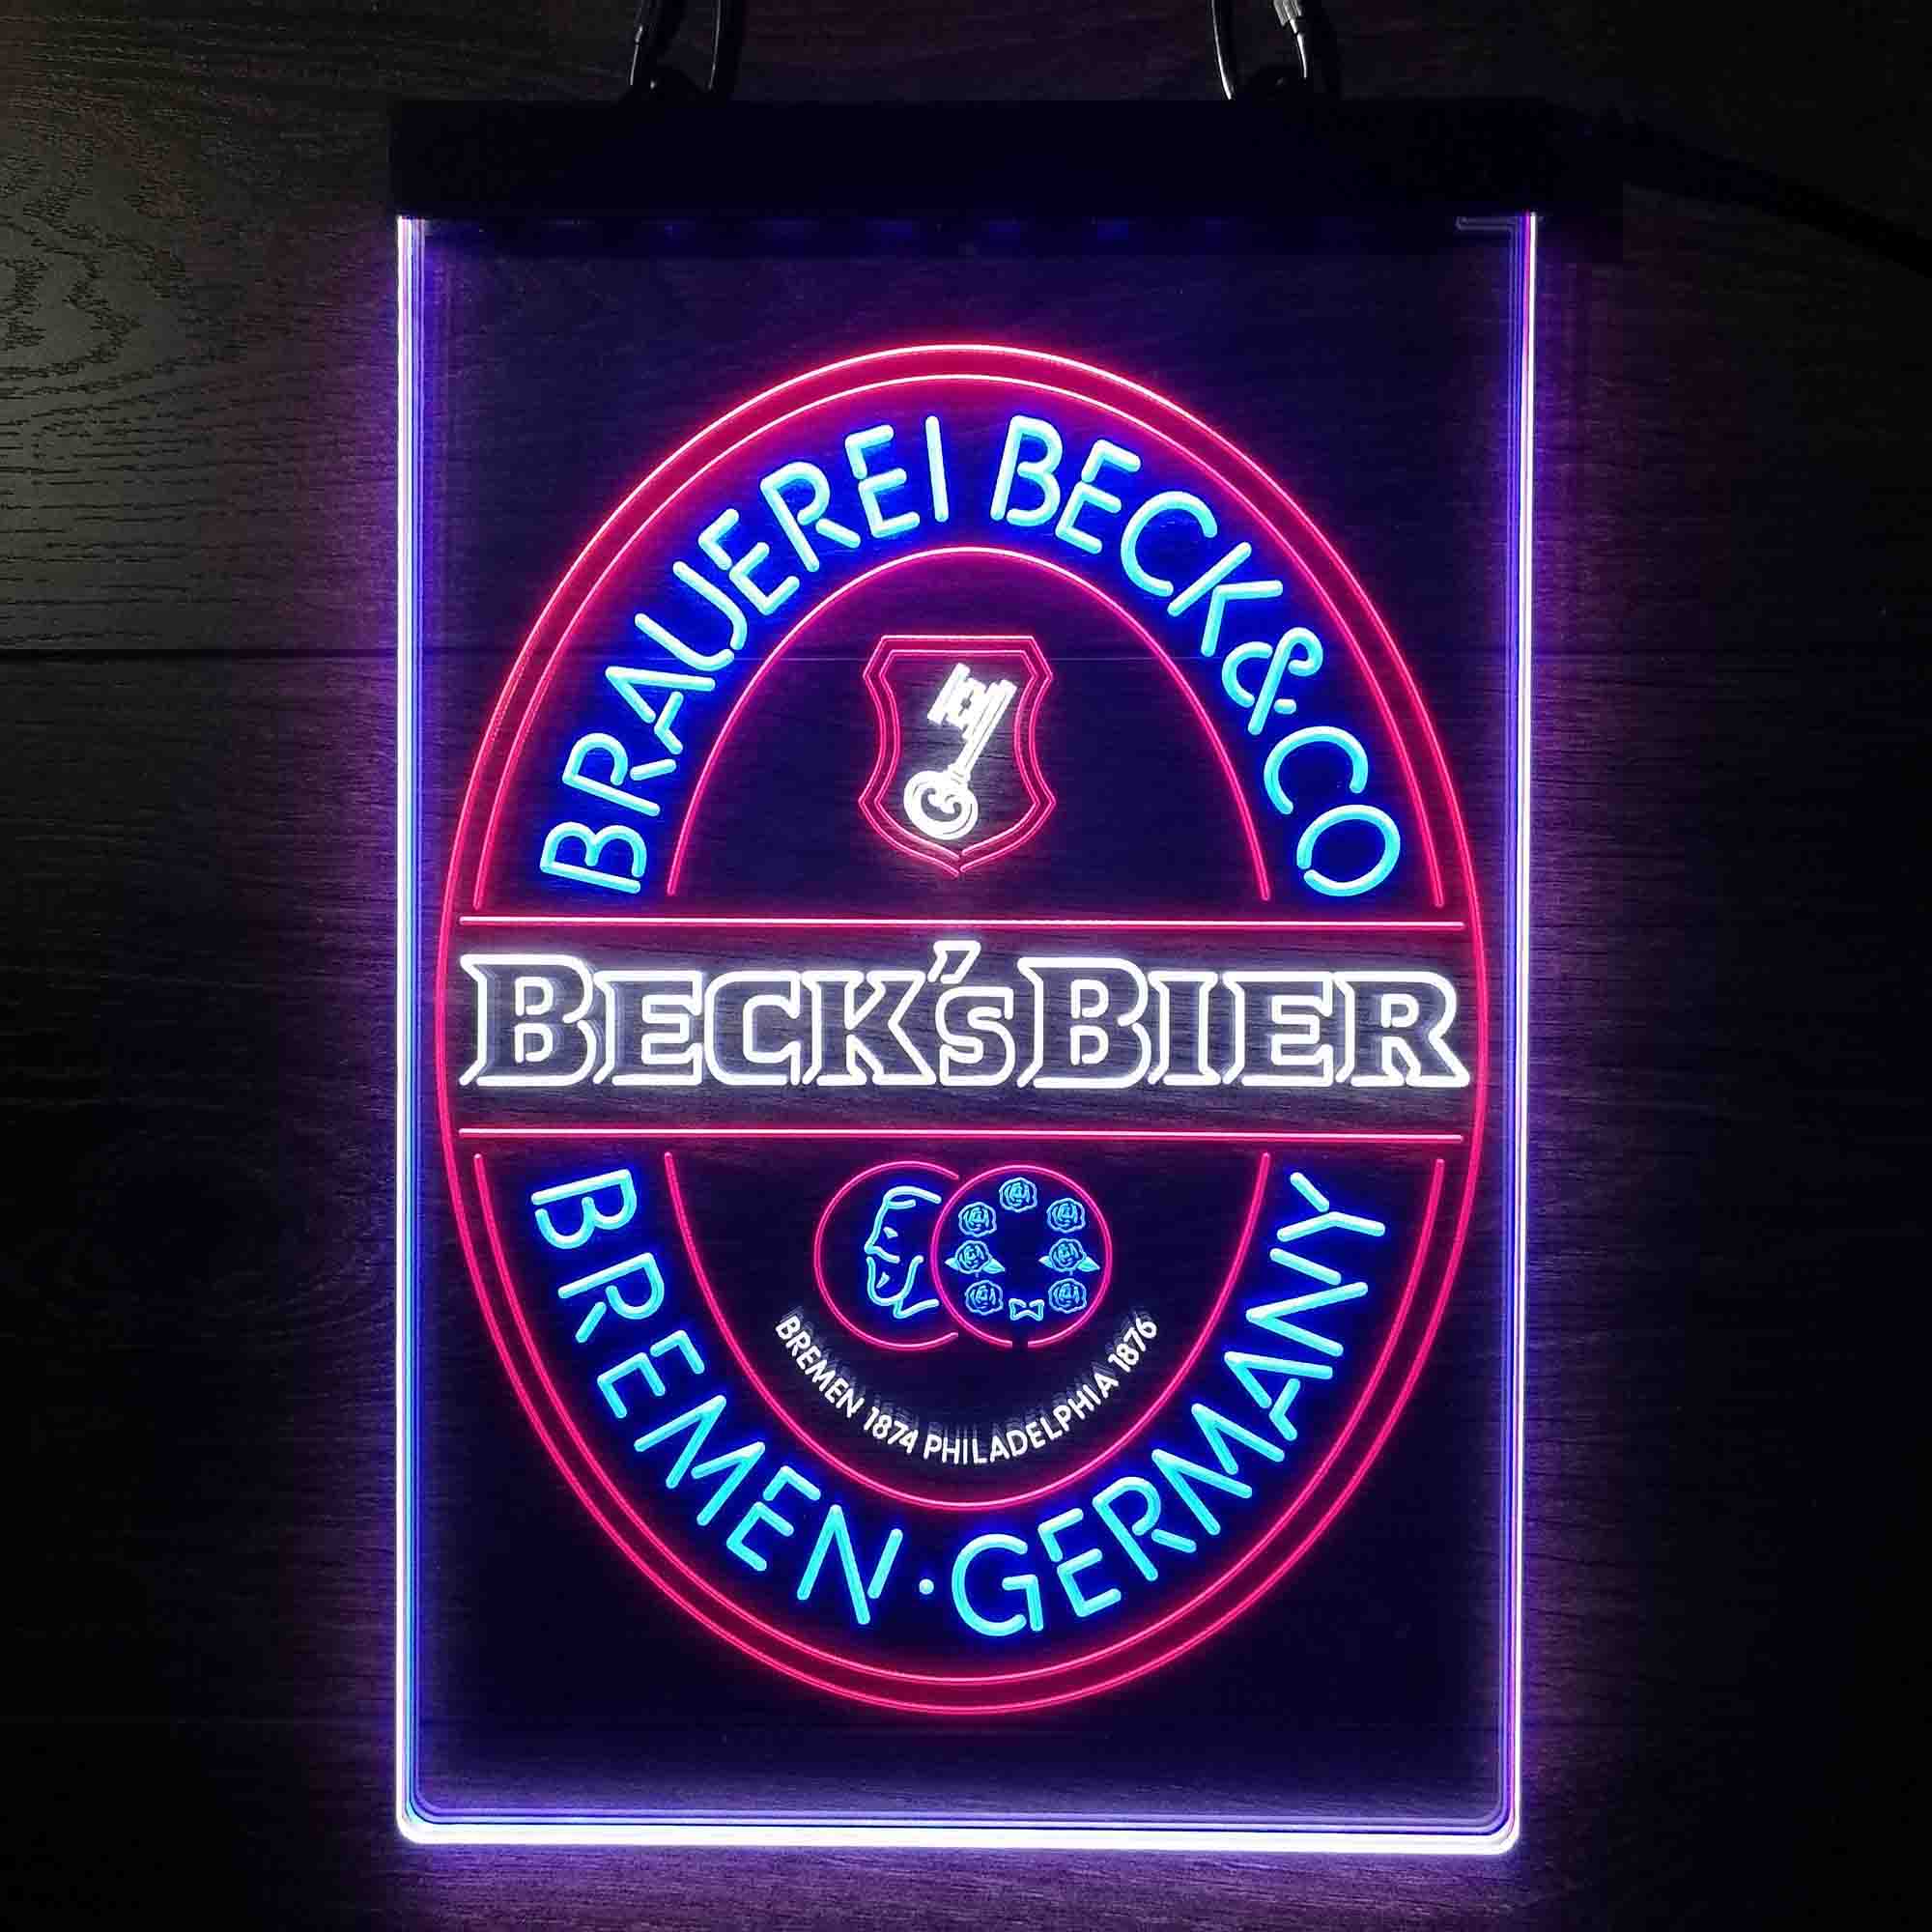 BRAUEREI BECK & CO
BECK'S BIER
BREMEN 1874 PHILADELPHIA 1876
BREMEN · GERMANY